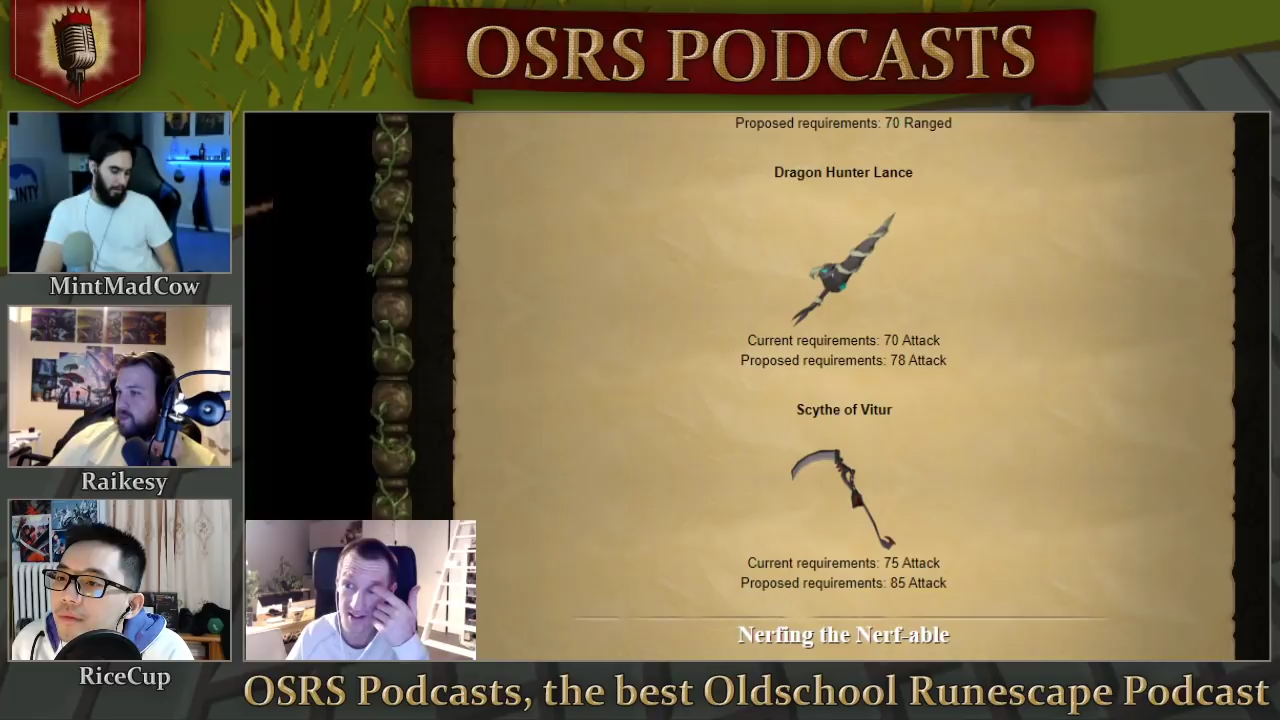 OSRS PODCASTS
MintMadCow
Raikesy
RiceCup
Proposed requirements: 70 Ranged
Dragon Hunter Lance
Current requirements: 70 Attack
Proposed requirements: 78 Attack
Scythe of Vitur
Current requirements: 75 Attack
Proposed requirements: 85 Attack
Nerfing the Nerf-able
OSRS Podcasts, the best Oldschool Runescape Podcast